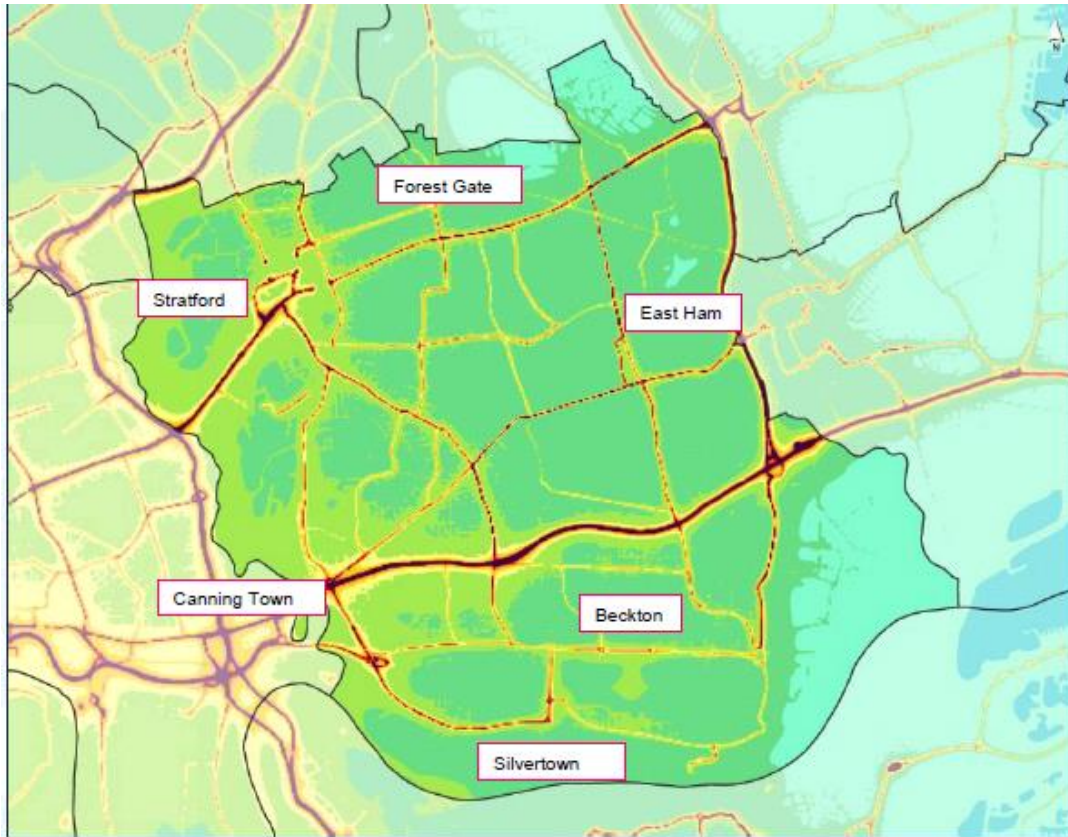 N
Forest Gate
Stratford
East Ham
Canning Town
Beckton
Silvertown